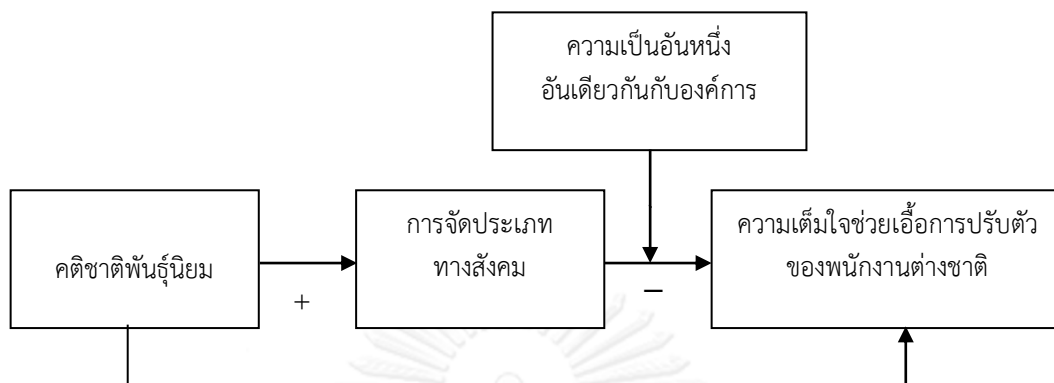 ความเป็นอันหนึ่ง
อันเดียวกันกับองค์การ
คติชาติพันธุ์นิยม
+
การจัดประเภท
ทางสังคม
–
ความเต็มใจช่วยเอื้อการปรับตัว
ของพนักงานต่างชาติ